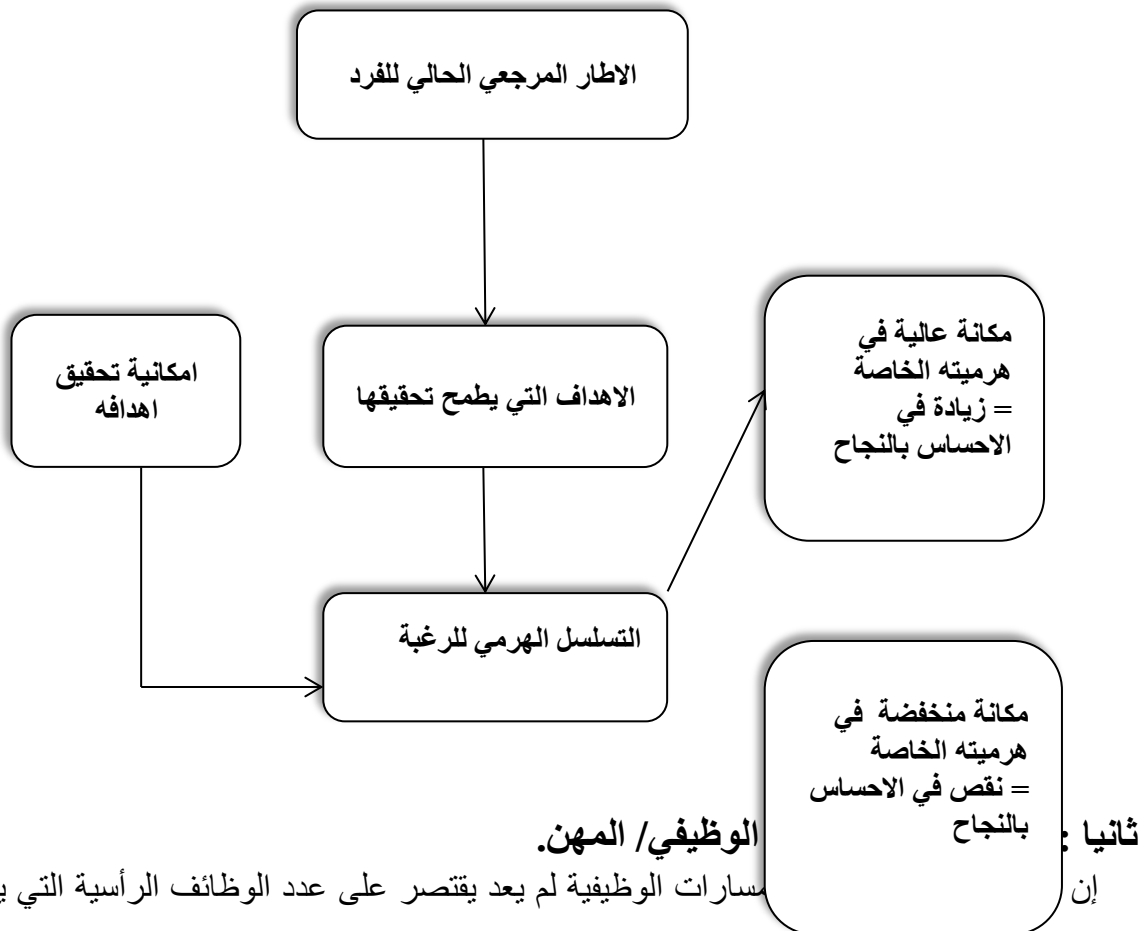 الاطار المرجعي الحالي للفرد
امكانية تحقيق
اهدافه
الاهداف التي يطمح تحقيقها
مكانة عالية في
هرميته الخاصة
= زيادة في
الاحساس بالنجاح
التسلسل الهرمي للرغبة
مكانة منخفضة في
هرميته الخاصة
= نقص في الاحساس
بالنجاح
ثانيا : الوظيفي/ المهن.
إن مسارات الوظيفية لم يعد يقتصر على عدد الوظائف الرأسية التي